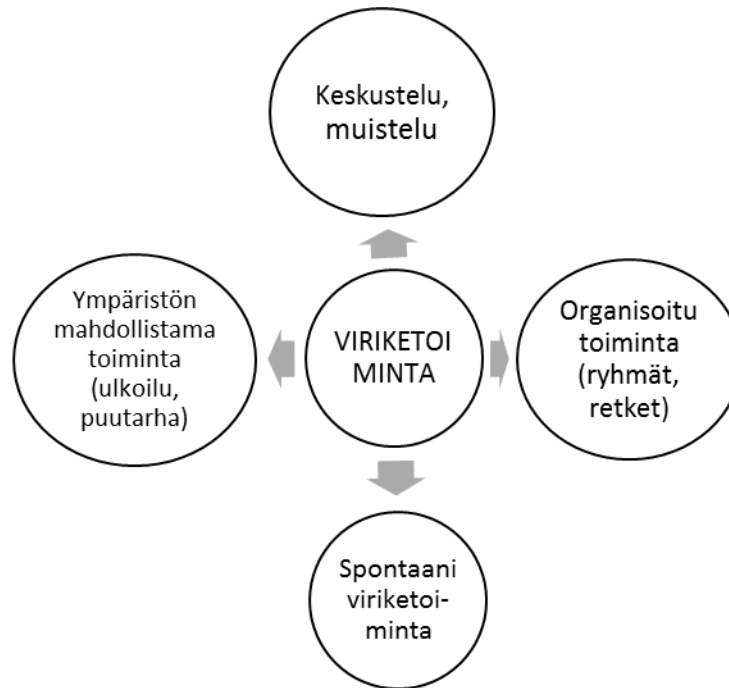 Keskustelu,
muistelu
Ympäristön
mahdollistama
toiminta
(ulkoilu,
puutarha)
VIRIKETOI
MINTA
Organisoitu
toiminta
(ryhmät,
retket)
Spontaani
viriketoi-
minta